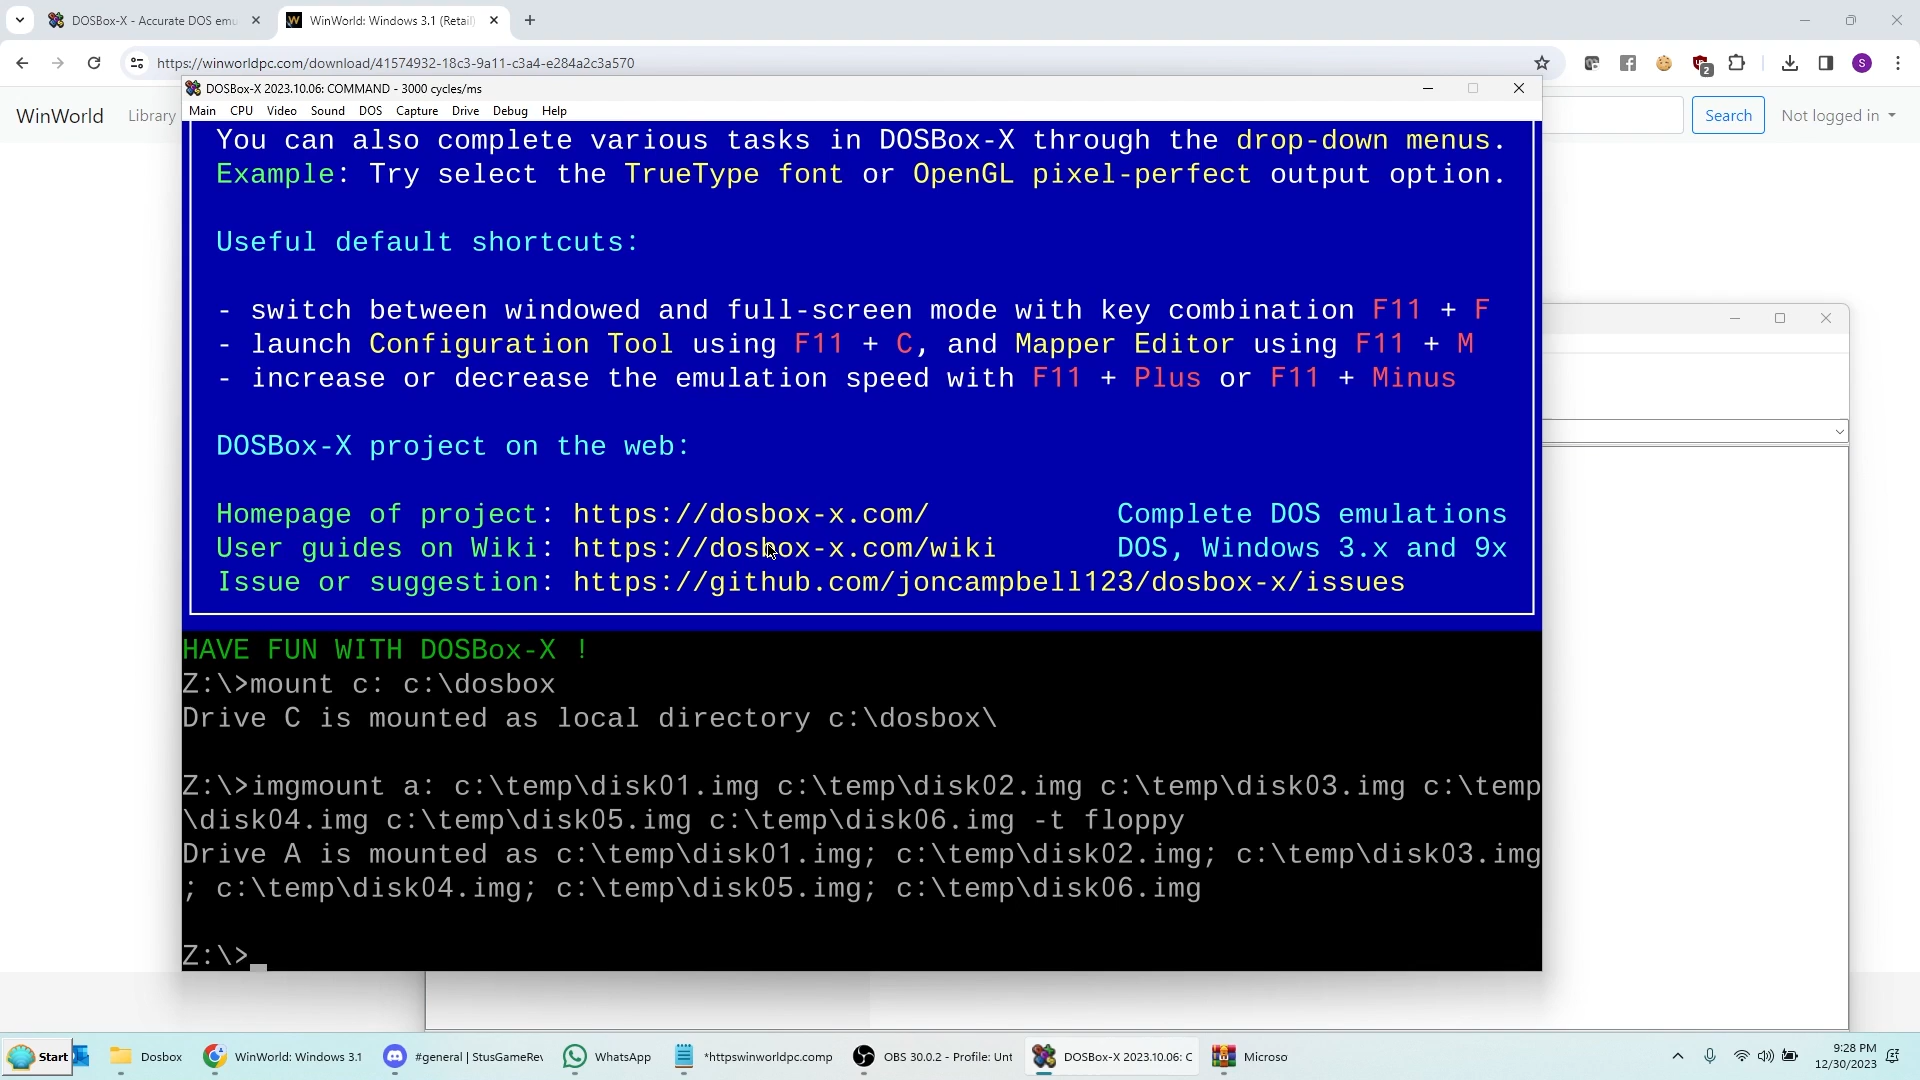 DOSBox-X - Accurate DOS emu
WinWorld: Windows 3.1 (Retail)
https://winworldpc.com/download/41574932-18c3-9a11-c3a4-e284a2c3a570
2
S
DOSBox-X 2023.10.06: COMMAND - 3000 cycles/ms
Main CPU Video Sound DOS Capture Drive Debug Help
WinWorld Library
Search Not logged in
You can also complete various tasks in DOSBox-X through the drop-down menus.
Example: Try select the TrueType font or OpenGL pixel-perfect output option.
Useful default shortcuts:
- switch between windowed and full-screen mode with key combination F11 + F
- launch Configuration Tool using F11 + C, and Mapper Editor using F11 + M
- increase or decrease the emulation speed with F11 + Plus or F11 + Minus
DOSBox-X project on the web:
Homepage of project: https://dosbox-x.com/ Complete DOS emulations
User guides on Wiki: https://dosbox-x.com/wiki DOS, Windows 3.x and 9x
Issue or suggestion: https://github.com/joncampbell123/dosbox-x/issues
HAVE FUN WITH DOSBox-X !
Z:\>mount c: c:\dosbox
Drive C is mounted as local directory c:\dosbox\
Z:\>imgmount a: c:\temp\disk01.img c:\temp\disk02.img c:\temp\disk03.img c:\temp
\disk04.img c:\temp\disk05.img c:\temp\disk06.img -t floppy
Drive A is mounted as c:\temp\disk01.img; c:\temp\disk02.img; c:\temp\disk03.img
; c:\temp\disk04.img; c:\temp\disk05.img; c:\temp\disk06.img
Z:\>_
Start Dosbox WinWorld: Windows 3.1 #general | StusGameRev WhatsApp *httpswinworldpc.comp OBS 30.0.2 - Profile: Unt DOSBox-X 2023.10.06: C Microso
9:28 PM
12/30/2023